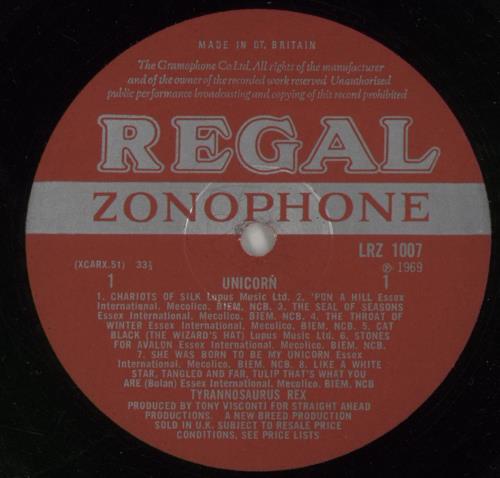 MADE IN GT. BRITAIN
The Gramophone Co Ltd. All rights of the manufacturer
and of the owner of the recorded work reserved Unauthorised
public performance broadcasting and copying of this record prohibited
REGAL
ZONOPHONE
LRZ 1007
(XCARX.51) 33⅓ ℗ 1969
1 UNICORN 1
1. CHARIOTS OF SILK Lupus Music Ltd. 2. 'PON A HILL Essex
International, Mecolico. BIEM. NCB. 3. THE SEAL OF SEASONS
Essex International, Mecolico. BIEM. NCB. 4. THE THROAT OF
WINTER Essex International, Mecolico. BIEM. NCB. 5. CAT
BLACK (THE WIZARD'S HAT) Lupus Music Ltd. 6. STONES
FOR AVALON Essex International, Mecolico. BIEM. NCB.
7. SHE WAS BORN TO BE MY UNICORN Essex
International, Mecolico. BIEM. NCB. 8. LIKE A WHITE
STAR, TANGLED AND FAR, TULIP THAT'S WHAT YOU
ARE (Bolan) Essex International, Mecolico. BIEM. NCB
TYRANNOSAURUS REX
PRODUCED BY TONY VISCONTI FOR STRAIGHT AHEAD
PRODUCTIONS. A NEW BREED PRODUCTION
SOLD IN U.K. SUBJECT TO RESALE PRICE
CONDITIONS, SEE PRICE LISTS